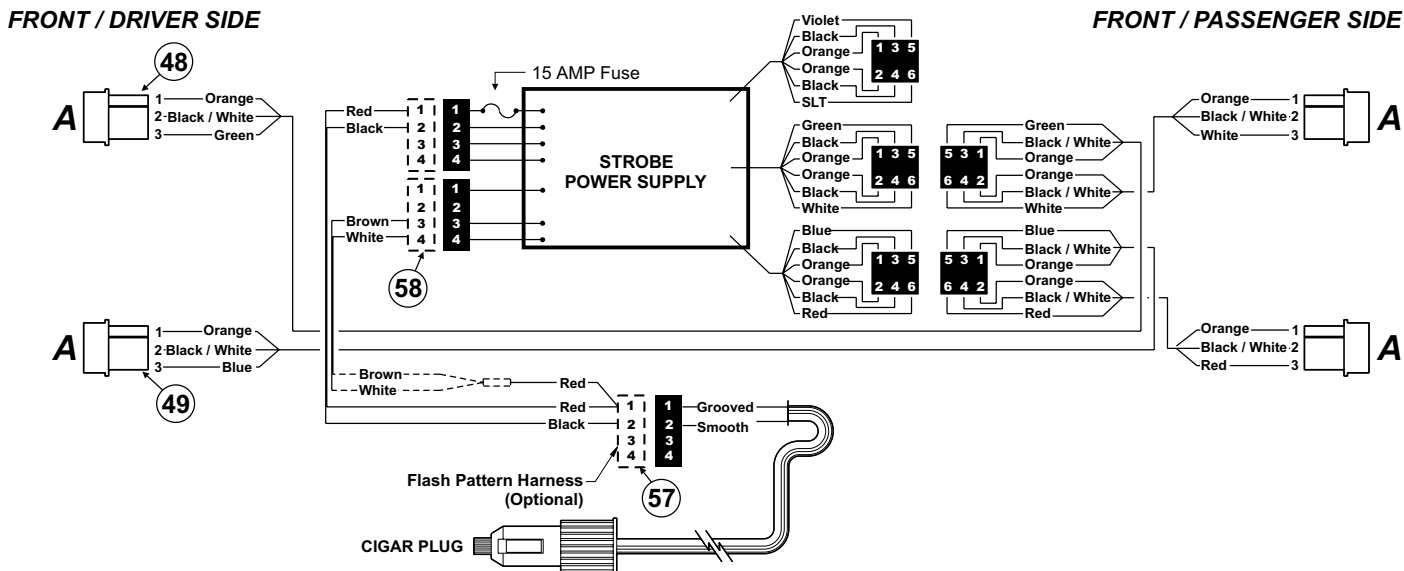 FRONT / DRIVER SIDE
FRONT / PASSENGER SIDE
48
A
1 Orange
2 Black / White
3 Green
49
A
1 Orange
2 Black / White
3 Blue
15 AMP Fuse
Red 1 1
Black 2 2
3 3
4 4
1 1
2 2
Brown 3 3
White 4 4
58
STROBE
POWER SUPPLY
Violet
Black
Orange
Orange
Black
SLT
1 3 5
2 4 6
Green
Black
Orange
Orange
Black
White
1 3 5
2 4 6
Blue
Black
Orange
Orange
Black
Red
1 3 5
2 4 6
5 3 1
6 4 2
Green
Black / White
Orange
Orange
Black / White
White
5 3 1
6 4 2
Blue
Black / White
Orange
Orange
Black / White
Red
Orange 1
Black / White 2
White 3
A
Orange 1
Black / White 2
Red 3
A
Brown
White
Red
Red 1 1 Grooved
Black 2 2 Smooth
3 3
4 4
Flash Pattern Harness
(Optional)
57
CIGAR PLUG